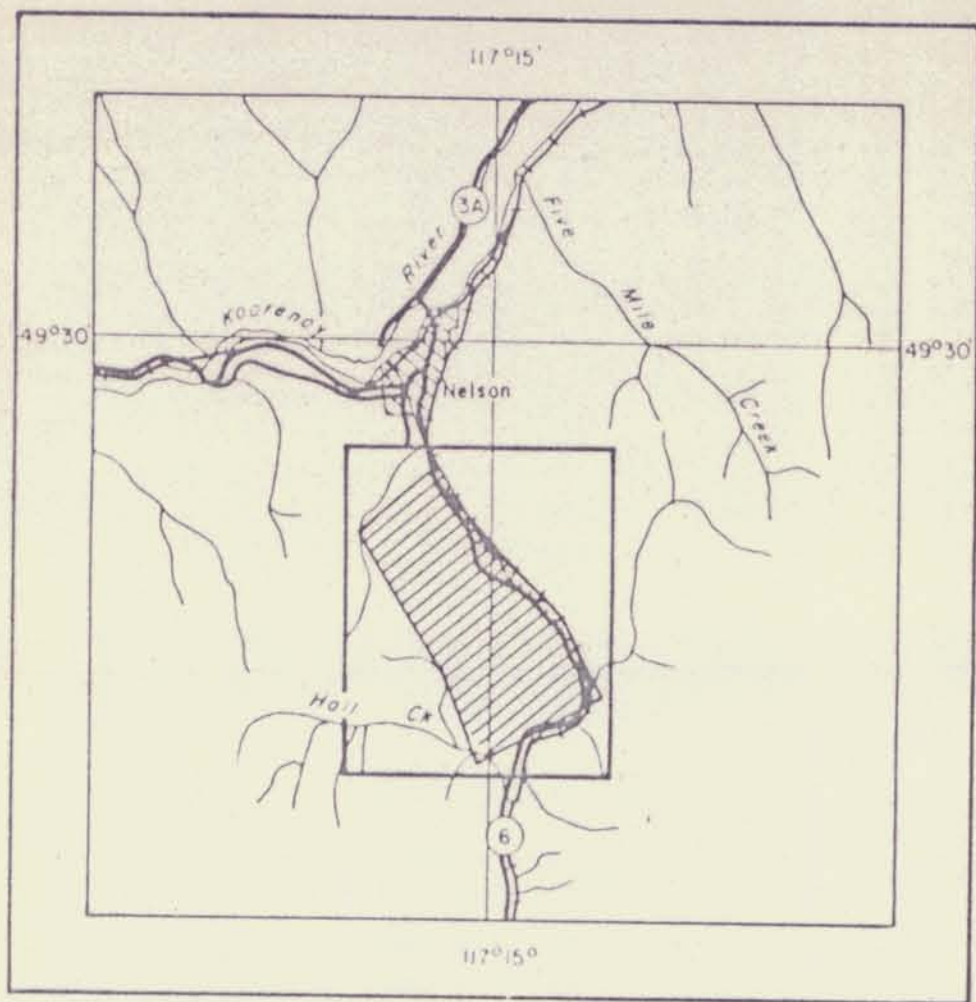 117°15'
3A
River
Five
Mile
Creek
Kootenay
49°30'
49°30'
Nelson
Hall
Ck
6
117°15°